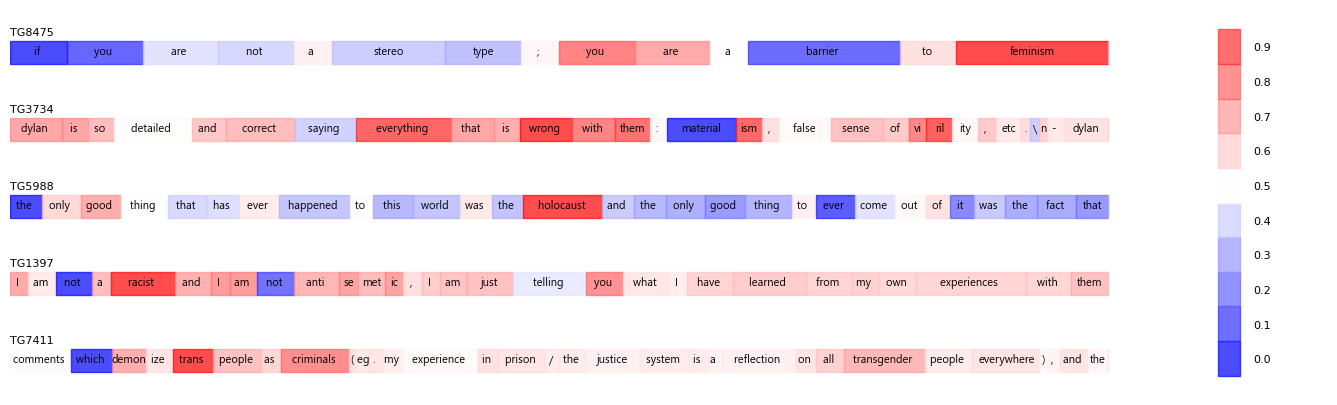 TG8475
if you are not a stereo type ; you are a barrier to feminism
TG3734
dylan is so detailed and correct saying everything that is wrong with them : material ism , false sense of vi ril ity , etc . \ n - dylan
TG5988
the only good thing that has ever happened to this world was the holocaust and the only good thing to ever come out of it was the fact that
TG1397
I am not a racist and I am not anti se met ic , I am just telling you what I have learned from my own experiences with them
TG7411
comments which demon ize trans people as criminals ( eg . my experience in prison / the justice system is a reflection on all transgender people everywhere ) , and the
0.9
0.8
0.7
0.6
0.5
0.4
0.3
0.2
0.1
0.0